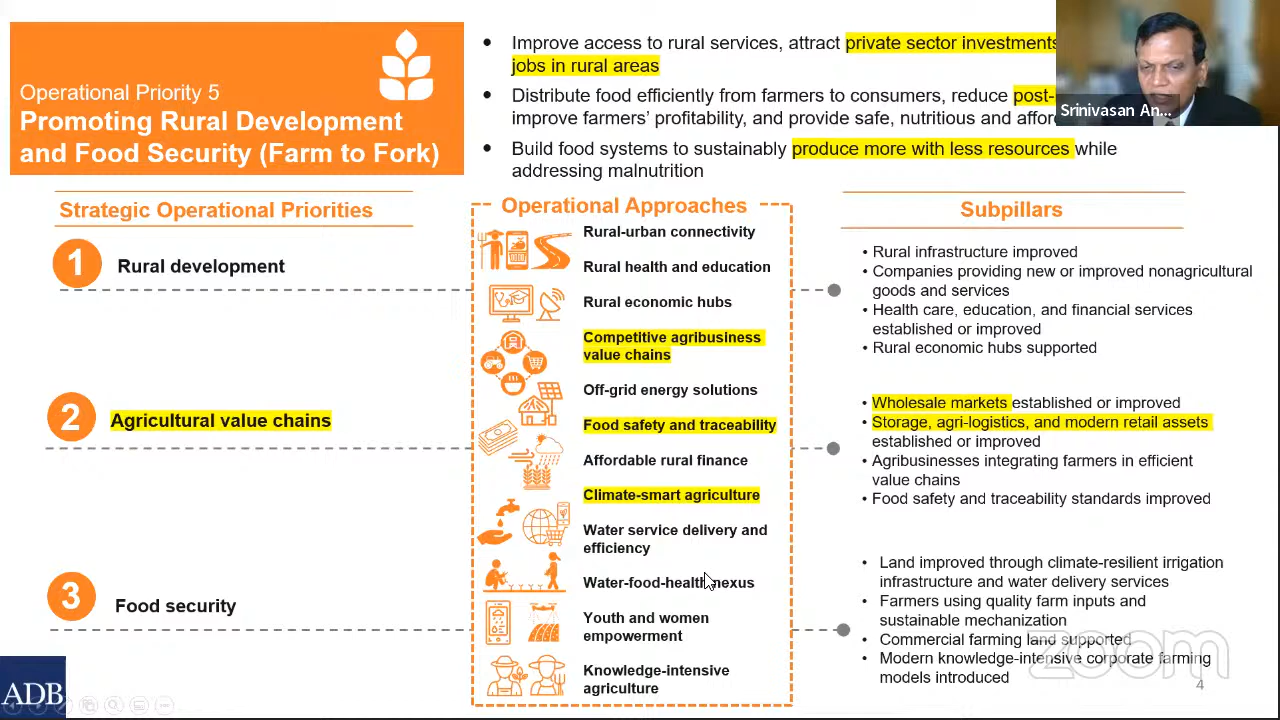 Operational Priority 5
Promoting Rural Development
and Food Security (Farm to Fork)
• Improve access to rural services, attract private sector investments
jobs in rural areas
• Distribute food efficiently from farmers to consumers, reduce post-
improve farmers’ profitability, and provide safe, nutritious and
• Build food systems to sustainably produce more with less resources while
addressing malnutrition
Srinivasan An...
Strategic Operational Priorities
1
Rural development
2
Agricultural value chains
3
Food security
Operational Approaches
Rural-urban connectivity
Rural health and education
Rural economic hubs
Competitive agribusiness
value chains
Off-grid energy solutions
Food safety and traceability
Affordable rural finance
Climate-smart agriculture
Water service delivery and
efficiency
Water-food-health nexus
Youth and women
empowerment
Knowledge-intensive
agriculture
Subpillars
• Rural infrastructure improved
• Companies providing new or improved nonagricultural
goods and services
• Health care, education, and financial services
established or improved
• Rural economic hubs supported
• Wholesale markets established or improved
• Storage, agri-logistics, and modern retail assets
established or improved
• Agribusinesses integrating farmers in efficient
value chains
• Food safety and traceability standards improved
• Land improved through climate-resilient irrigation
infrastructure and water delivery services
• Farmers using quality farm inputs and
sustainable mechanization
• Commercial farming land supported
• Modern knowledge-intensive corporate farming
models introduced
zoom
4
ADB